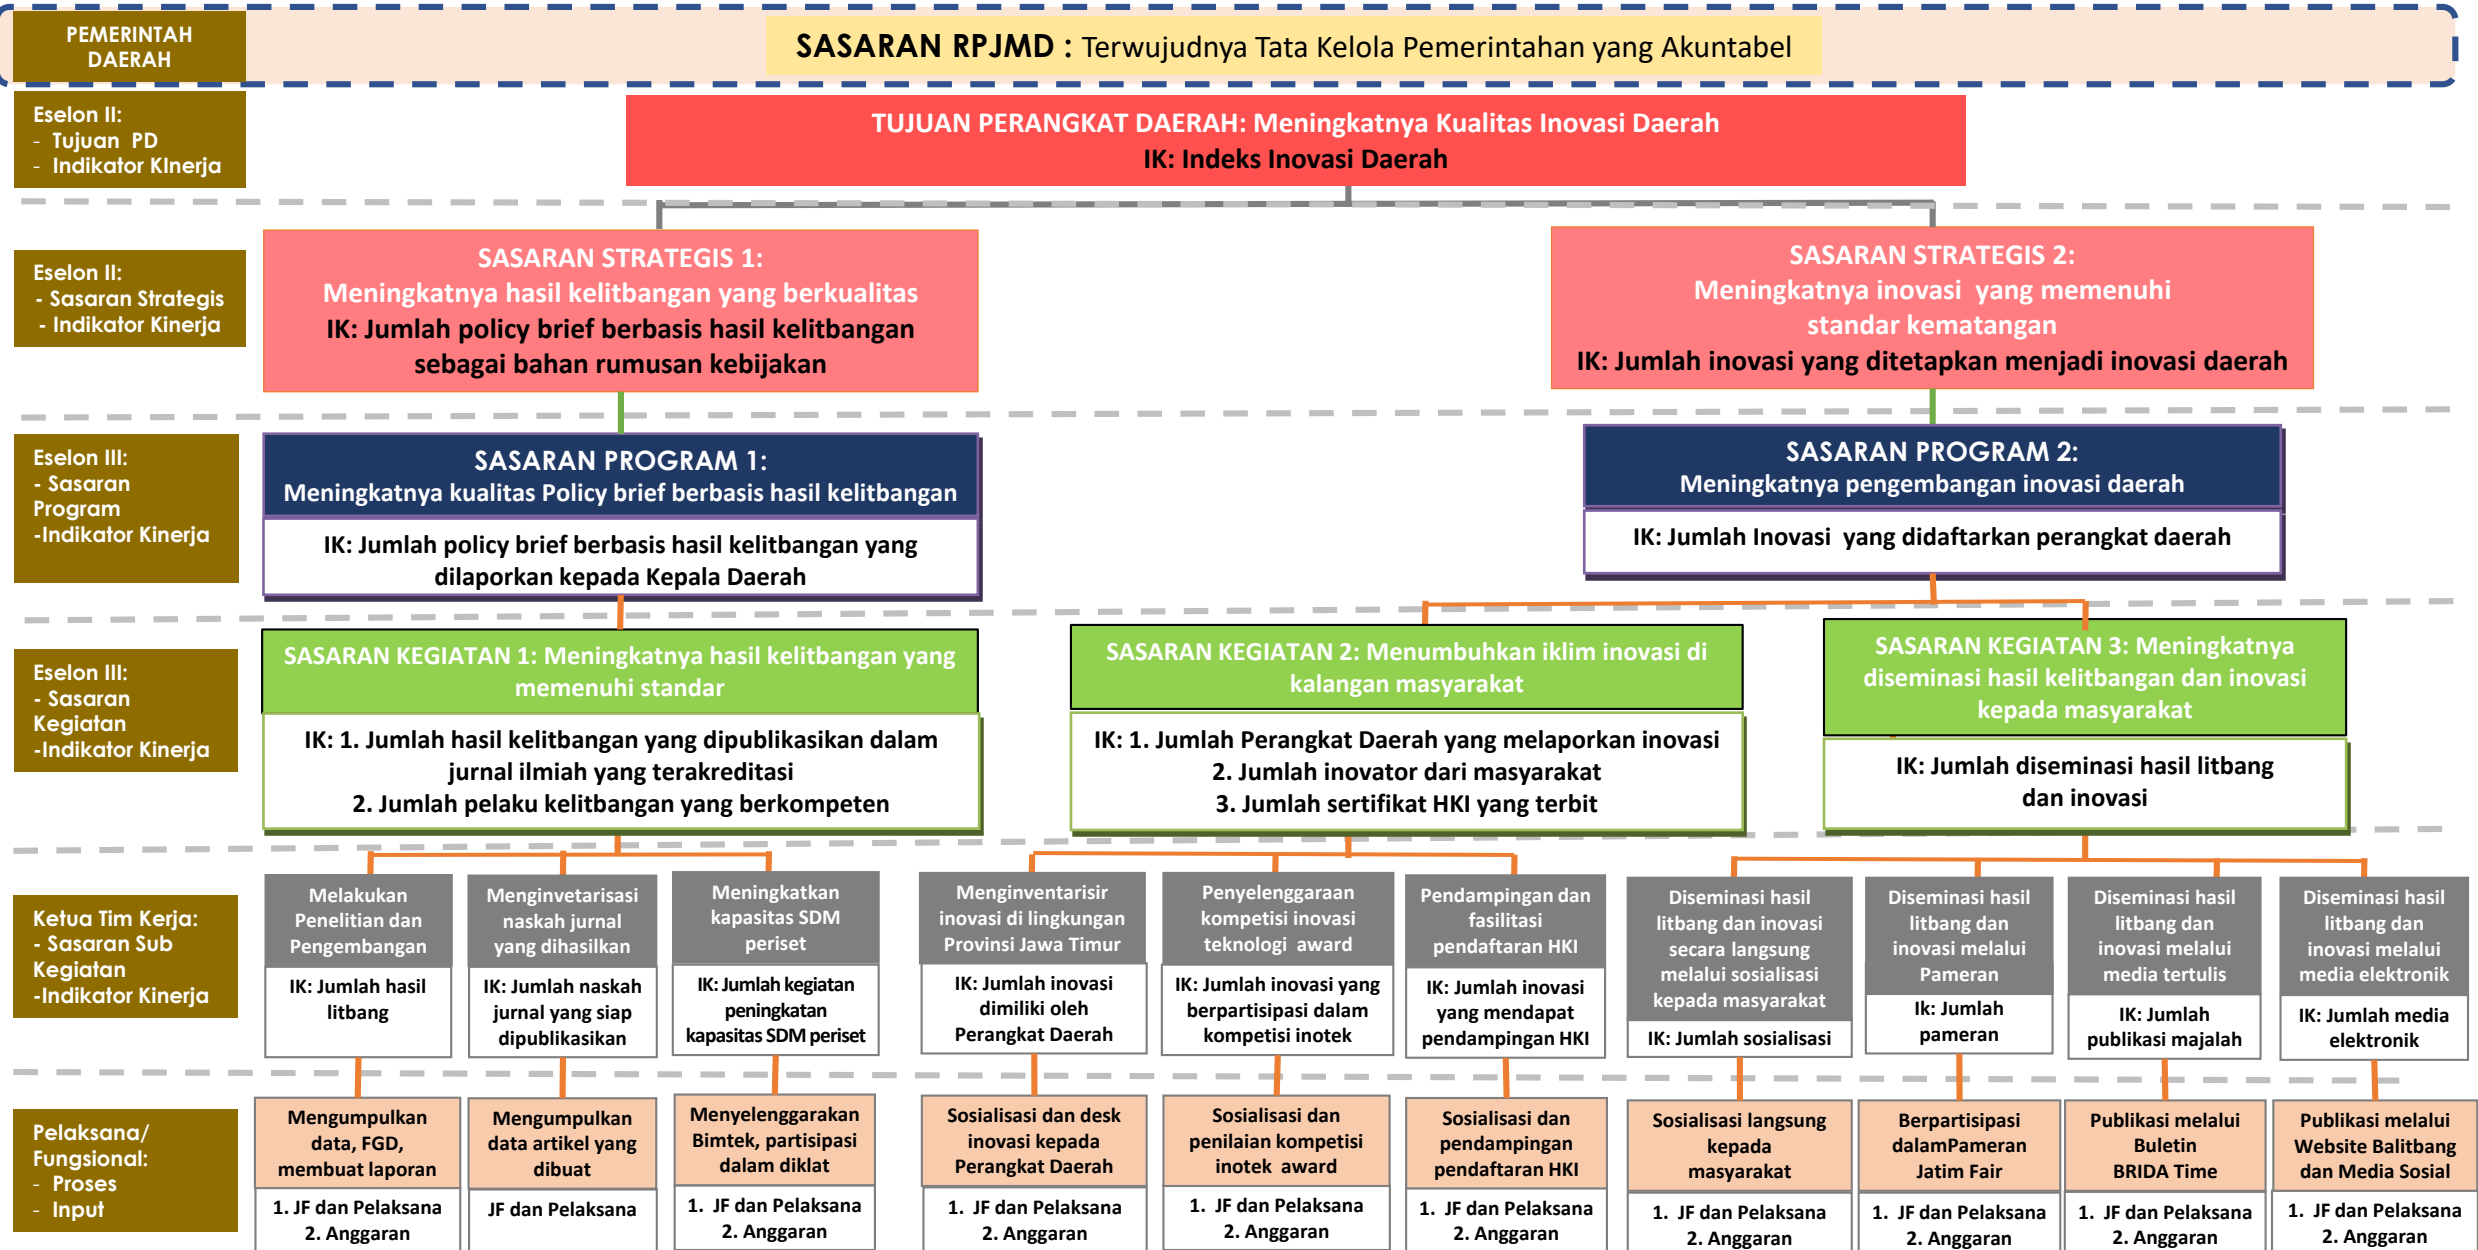 PEMERINTAH
DAERAH
SASARAN RPJMD : Terwujudnya Tata Kelola Pemerintahan yang Akuntabel
Eselon II:
- Tujuan PD
- Indikator KInerja
TUJUAN PERANGKAT DAERAH: Meningkatnya Kualitas Inovasi Daerah
IK: Indeks Inovasi Daerah
Eselon II:
- Sasaran Strategis
- Indikator Kinerja
SASARAN STRATEGIS 1:
Meningkatnya hasil kelitbangan yang berkualitas
IK: Jumlah policy brief berbasis hasil kelitbangan
sebagai bahan rumusan kebijakan
SASARAN STRATEGIS 2:
Meningkatnya inovasi yang memenuhi
standar kematangan
IK: Jumlah inovasi yang ditetapkan menjadi inovasi daerah
Eselon III:
- Sasaran
Program
-Indikator Kinerja
SASARAN PROGRAM 1:
Meningkatnya kualitas Policy brief berbasis hasil kelitbangan
IK: Jumlah policy brief berbasis hasil kelitbangan yang
dilaporkan kepada Kepala Daerah
SASARAN PROGRAM 2:
Meningkatnya pengembangan inovasi daerah
IK: Jumlah Inovasi yang didaftarkan perangkat daerah
Eselon III:
- Sasaran
Kegiatan
-Indikator Kinerja
SASARAN KEGIATAN 1: Meningkatnya hasil kelitbangan yang
memenuhi standar
IK: 1. Jumlah hasil kelitbangan yang dipublikasikan dalam
jurnal ilmiah yang terakreditasi
2. Jumlah pelaku kelitbangan yang berkompeten
SASARAN KEGIATAN 2: Menumbuhkan iklim inovasi di
kalangan masyarakat
IK: 1. Jumlah Perangkat Daerah yang melaporkan inovasi
2. Jumlah inovator dari masyarakat
3. Jumlah sertifikat HKI yang terbit
SASARAN KEGIATAN 3: Meningkatnya
diseminasi hasil kelitbangan dan inovasi
kepada masyarakat
IK: Jumlah diseminasi hasil litbang
dan inovasi
Ketua Tim Kerja:
- Sasaran Sub
Kegiatan
-Indikator Kinerja
Melakukan
Penelitian dan
Pengembangan
IK: Jumlah hasil
litbang
Menginvetarisasi
naskah jurnal
yang dihasilkan
IK: Jumlah naskah
jurnal yang siap
dipublikasikan
Meningkatkan
kapasitas SDM
periset
IK: Jumlah kegiatan
peningkatan
kapasitas SDM periset
Menginventarisir
inovasi di lingkungan
Provinsi Jawa Timur
IK: Jumlah inovasi
dimiliki oleh
Perangkat Daerah
Penyelenggaraan
kompetisi inovasi
teknologi award
IK: Jumlah inovasi yang
berpartisipasi dalam
kompetisi inotek
Pendampingan dan
fasilitasi
pendaftaran HKI
IK: Jumlah inovasi
yang mendapat
pendampingan HKI
Diseminasi hasil
litbang dan inovasi
secara langsung
melalui sosialisasi
kepada masyarakat
IK: Jumlah sosialisasi
Diseminasi hasil
litbang dan
inovasi melalui
Pameran
Ik: Jumlah
pameran
Diseminasi hasil
litbang dan
inovasi melalui
media tertulis
IK: Jumlah
publikasi majalah
Diseminasi hasil
litbang dan
inovasi melalui
media elektronik
IK: Jumlah media
elektronik
Pelaksana/
Fungsional:
- Proses
- Input
Mengumpulkan
data, FGD,
membuat laporan
1. JF dan Pelaksana
2. Anggaran
Mengumpulkan
data artikel yang
dibuat
JF dan Pelaksana
Menyelenggarakan
Bimtek, partisipasi
dalam diklat
1. JF dan Pelaksana
2. Anggaran
Sosialisasi dan desk
inovasi kepada
Perangkat Daerah
1. JF dan Pelaksana
2. Anggaran
Sosialisasi dan
penilaian kompetisi
inotek award
1. JF dan Pelaksana
2. Anggaran
Sosialisasi dan
pendampingan
pendaftaran HKI
1. JF dan Pelaksana
2. Anggaran
Sosialisasi langsung
kepada
masyarakat
1. JF dan Pelaksana
2. Anggaran
Berpartisipasi
dalamPameran
Jatim Fair
1. JF dan Pelaksana
2. Anggaran
Publikasi melalui
Buletin
BRIDA Time
1. JF dan Pelaksana
2. Anggaran
Publikasi melalui
Website Balitbang
dan Media Sosial
1. JF dan Pelaksana
2. Anggaran